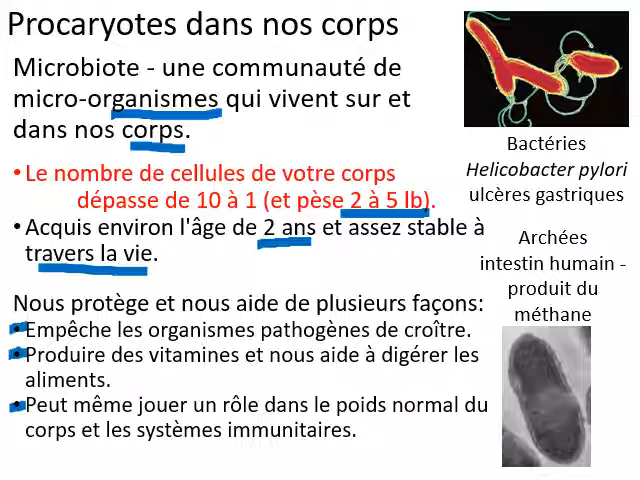 Procaryotes dans nos corps
Microbiote - une communauté de
micro-organismes qui vivent sur et
dans nos corps.
• Le nombre de cellules de votre corps
dépasse de 10 à 1 (et pèse 2 à 5 lb).
• Acquis environ l'âge de 2 ans et assez stable à
travers la vie.
Nous protège et nous aide de plusieurs façons:
• Empêche les organismes pathogènes de croître.
• Produire des vitamines et nous aide à digérer les
aliments.
• Peut même jouer un rôle dans le poids normal du
corps et les systèmes immunitaires.
Bactéries
Helicobacter pylori
ulcères gastriques
Archées
intestin humain -
produit du
méthane